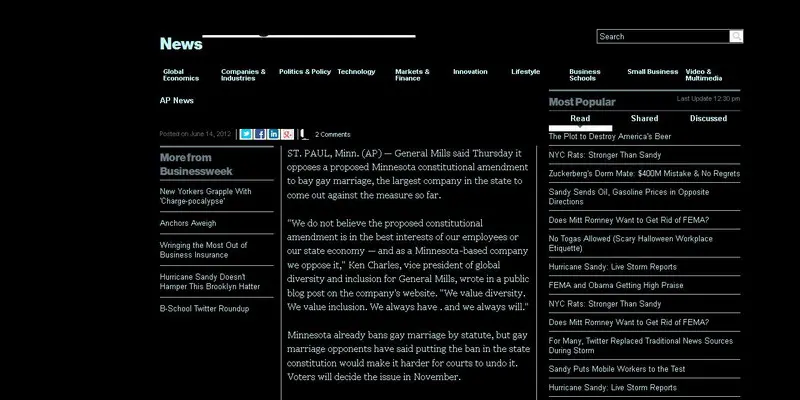 News
Search
Global Economics
Companies & Industries
Politics & Policy
Technology
Markets & Finance
Innovation
Lifestyle
Business Schools
Small Business
Video & Multimedia
AP News
Posted on June 14, 2012
2 Comments
More from
Businessweek
New Yorkers Grapple With
'Charge-pocalypse'
Anchors Aweigh
Wringing the Most Out of
Business Insurance
Hurricane Sandy Doesn't
Hamper This Brooklyn Hatter
B-School Twitter Roundup
ST. PAUL, Minn. (AP) — General Mills said Thursday it
opposes a proposed Minnesota constitutional amendment
to bay gay marriage, the largest company in the state to
come out against the measure so far.
"We do not believe the proposed constitutional
amendment is in the best interests of our employees or
our state economy — and as a Minnesota-based company
we oppose it," Ken Charles, vice president of global
diversity and inclusion for General Mills, wrote in a public
blog post on the company's website. "We value diversity.
We value inclusion. We always have . and we always will."
Minnesota already bans gay marriage by statute, but gay
marriage opponents have said putting the ban in the state
constitution would make it harder for courts to undo it.
Voters will decide the issue in November.
Most Popular
Last Update 12:30 pm
Read
Shared
Discussed
The Plot to Destroy America's Beer
NYC Rats: Stronger Than Sandy
Zuckerberg's Dorm Mate: $400M Mistake & No Regrets
Sandy Sends Oil, Gasoline Prices in Opposite
Directions
Does Mitt Romney Want to Get Rid of FEMA?
No Togas Allowed (Scary Halloween Workplace
Etiquette)
Hurricane Sandy: Live Storm Reports
FEMA and Obama Getting High Praise
NYC Rats: Stronger Than Sandy
Does Mitt Romney Want to Get Rid of FEMA?
For Many, Twitter Replaced Traditional News Sources
During Storm
Sandy Puts Mobile Workers to the Test
Hurricane Sandy: Live Storm Reports